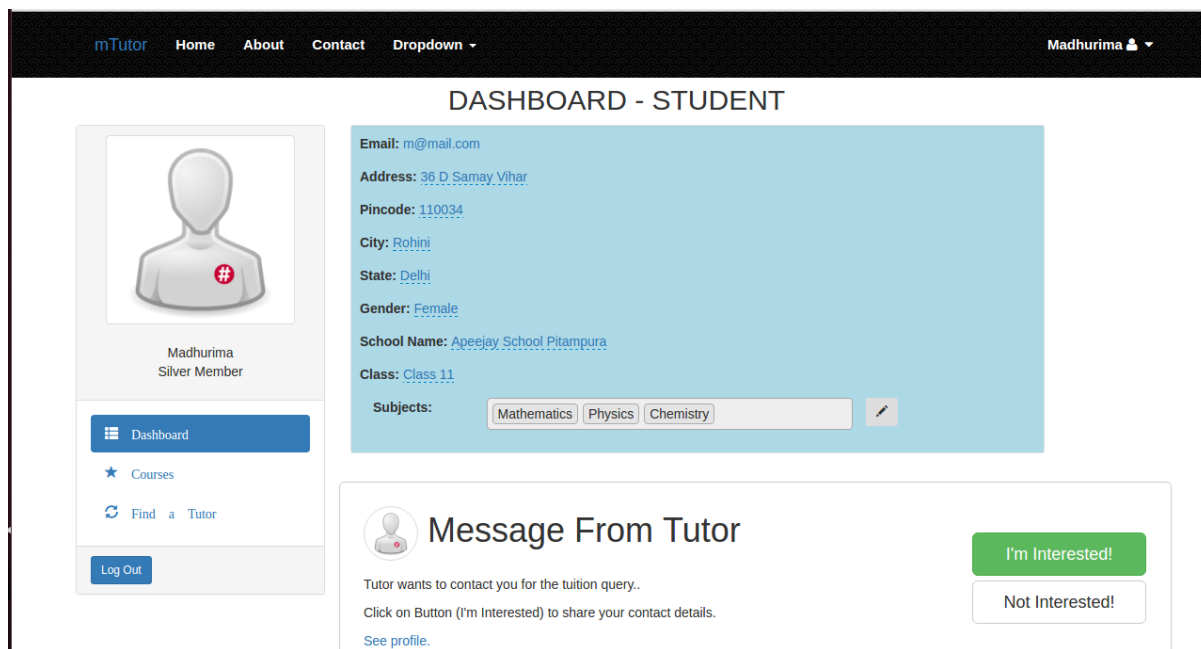 mTutor Home About Contact Dropdown Madhurima
DASHBOARD - STUDENT
#
Madhurima
Silver Member
Dashboard
Courses
Find a Tutor
Log Out
Email: m@mail.com
Address: 36 D Samay Vihar
Pincode: 110034
City: Rohini
State: Delhi
Gender: Female
School Name: Apeejay School Pitampura
Class: Class 11
Subjects: Mathematics Physics Chemistry
Message From Tutor
Tutor wants to contact you for the tuition query..
Click on Button (I'm Interested) to share your contact details.
See profile.
I'm Interested!
Not Interested!